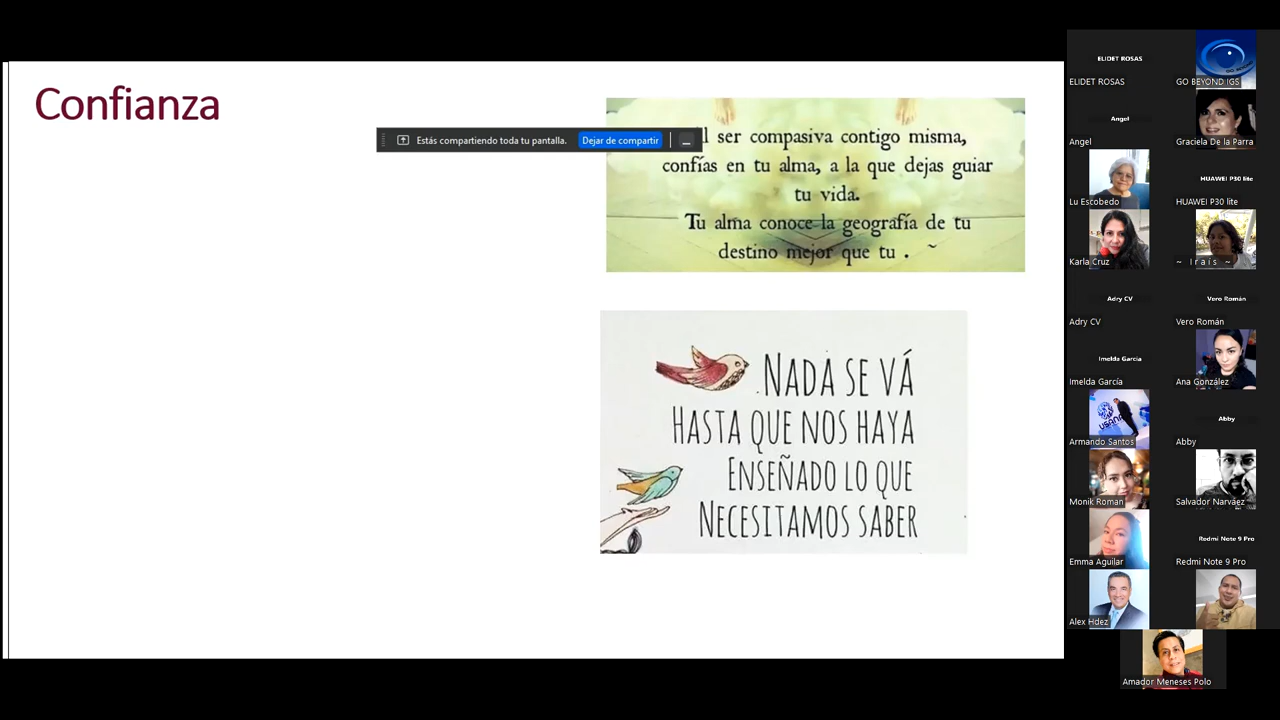 Confianza
Estás compartiendo toda tu pantalla. Dejar de compartir
l ser compasiva contigo misma,
confías en tu alma, a la que dejas guiar
tu vida.
Tu alma conoce la geografía de tu
destino mejor que tu . ~
NADA SE VÁ
HASTA QUE NOS HAYA
ENSEÑADO LO QUE
NECESITAMOS SABER
ELIDET ROSAS
ELIDET ROSAS
GO BEYOND IGS
Angel
Angel
Graciela De la Parra
Lu Escobedo
HUAWEI P30 lite
HUAWEI P30 lite
Karla Cruz
~ I r a i s ~
Adry CV
Adry CV
Vero Román
Vero Román
Imelda García
Imelda García
Ana González
USANA
Armando Santos
Abby
Abby
Monik Roman
Salvador Narváez
Emma Aguilar
Redmi Note 9 Pro
Redmi Note 9 Pro
Alex Hdez
Amador Meneses Polo